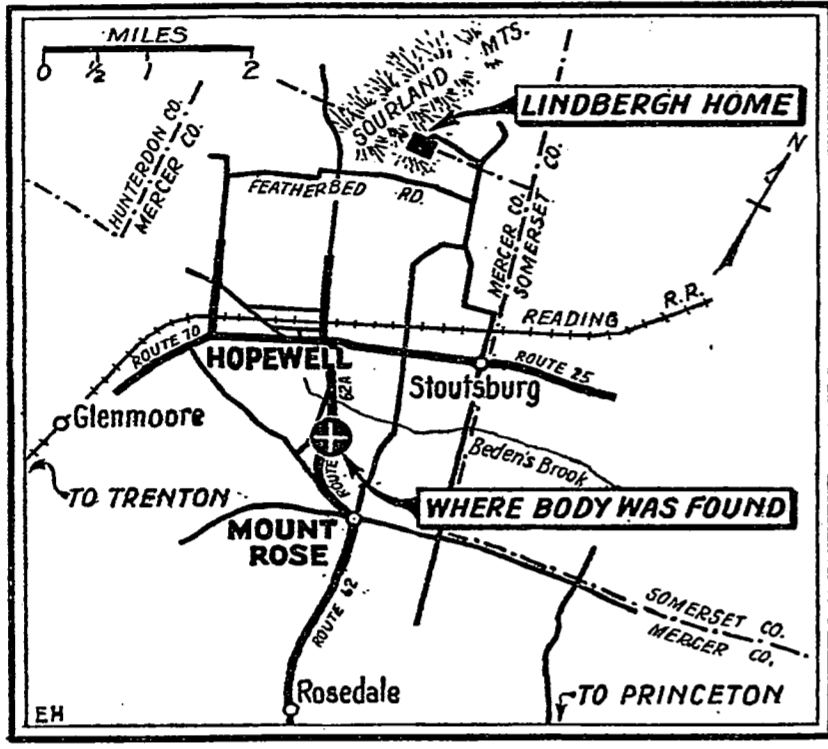 MILES
0 ½ 1 2
SOURLAND MTS.
LINDBERGH HOME
HUNTERDON CO.
MERCER CO.
FEATHERBED RD.
MERCER CO.
SOMERSET CO.
N
READING R.R.
ROUTE 70
HOPEWELL
ROUTE 25
Stoutsburg
62A
Glenmoore
Beden's Brook
ROUTE
TO TRENTON
WHERE BODY WAS FOUND
MOUNT
ROSE
ROUTE 62
SOMERSET CO.
MERCER CO.
Rosedale
TO PRINCETON
EH